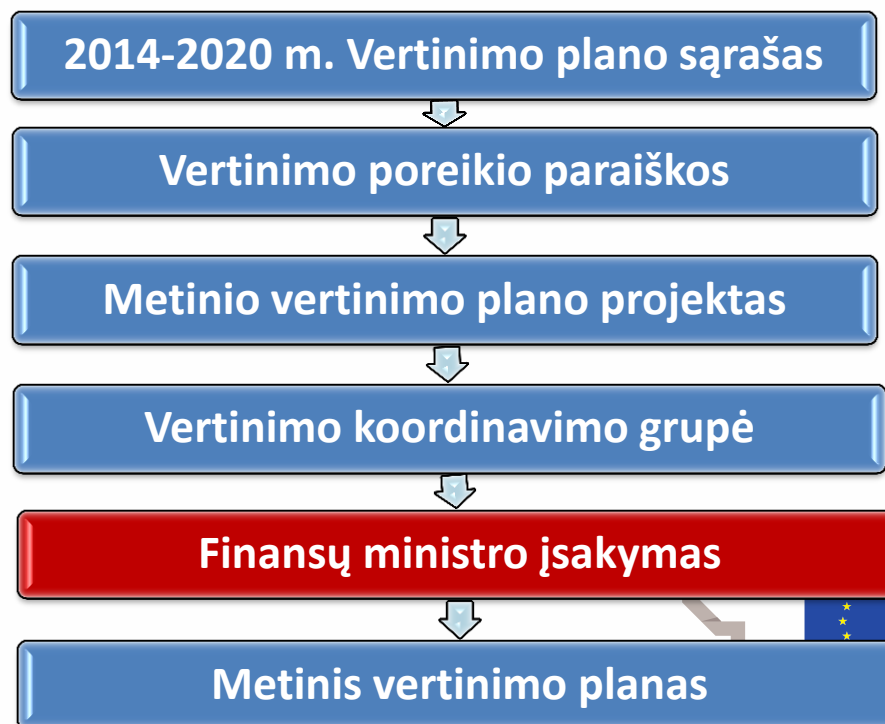 2014-2020 m. Vertinimo plano sąrašas
Vertinimo poreikio paraiškos
Metinio vertinimo plano projektas
Vertinimo koordinavimo grupė
Finansų ministro įsakymas
Metinis vertinimo planas